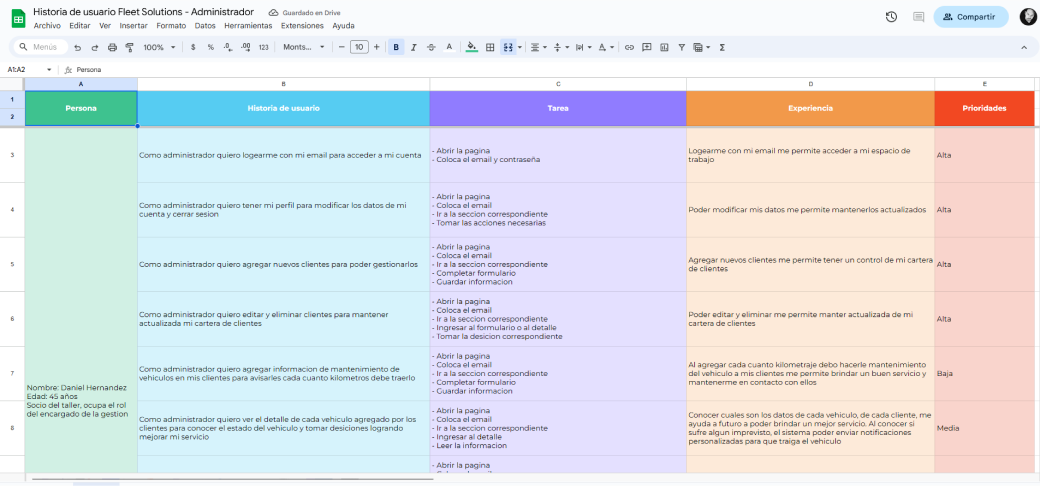 Historia de usuario Fleet Solutions - Administrador
Guardado en Drive
Archivo Editar Ver Insertar Formato Datos Herramientas Extensiones Ayuda
Compartir
Menús
100%
$ % .0 .00 123
Monts...
- 10 +
B I A
A1:A2
fx Persona
A B C D E
1
2
Persona
Historia de usuario
Tarea
Experiencia
Prioridades
3
Como administrador quiero logearme con mi email para acceder a mi cuenta
- Abrir la pagina
- Coloca el email y contraseña
Logearme con mi email me permite acceder a mi espacio de
trabajo
Alta
4
Como administrador quiero tener mi perfil para modificar los datos de mi
cuenta y cerrar sesion
- Abrir la pagina
- Coloca el email
- Ir a la seccion correspondiente
- Tomar las acciones necesarias
Poder modificar mis datos me permite mantenerlos actualizados
Alta
5
Como administrador quiero agregar nuevos clientes para poder gestionarlos
- Abrir la pagina
- Coloca el email
- Ir a la seccion correspondiente
- Completar formulario
- Guardar informacion
Agregar nuevos clientes me permite tener un control de mi cartera
de clientes
Alta
6
Como administrador quiero editar y eliminar clientes para mantener
actualizada mi cartera de clientes
- Abrir la pagina
- Coloca el email
- Ir a la seccion correspondiente
- Ingresar al formulario o al detalle
- Tomar la desicion correspondiente
Poder editar y eliminar me permite manter actualizada de mi
cartera de clientes
Alta
7
Como administrador quiero agregar informacion de mantenimiento de
vehiculos en mis clientes para avisarles cada cuanto kilometros debe traerlo
- Abrir la pagina
- Coloca el email
- Ir a la seccion correspondiente
- Completar formulario
- Guardar informacion
Al agregar cada cuanto kilometraje debo hacerle mantenimiento
del vehiculo a mis clientes me permite brindar un buen servicio y
mantenerme en contacto con ellos
Baja
Nombre: Daniel Hernandez
Edad: 45 años
Socio del taller, ocupa el rol
del encargado de la gestion
8
Como administrador quiero ver el detalle de cada vehiculo agregado por los
clientes para conocer el estado del vehiculo y tomar desiciones logrando
mejorar mi servicio
- Abrir la pagina
- Coloca el email
- Ir a la seccion correspondiente
- Ingresar al detalle
- Leer la informacion
Conocer cuales son los datos de cada vehiculo, de cada cliente, me
ayuda a futuro a poder brindar un mejor servicio. Al conocer si
sufre algun imprevisto, el sistema poder enviar notificaciones
personalizadas para que traiga el vehiculo
Media
- Abrir la pagina